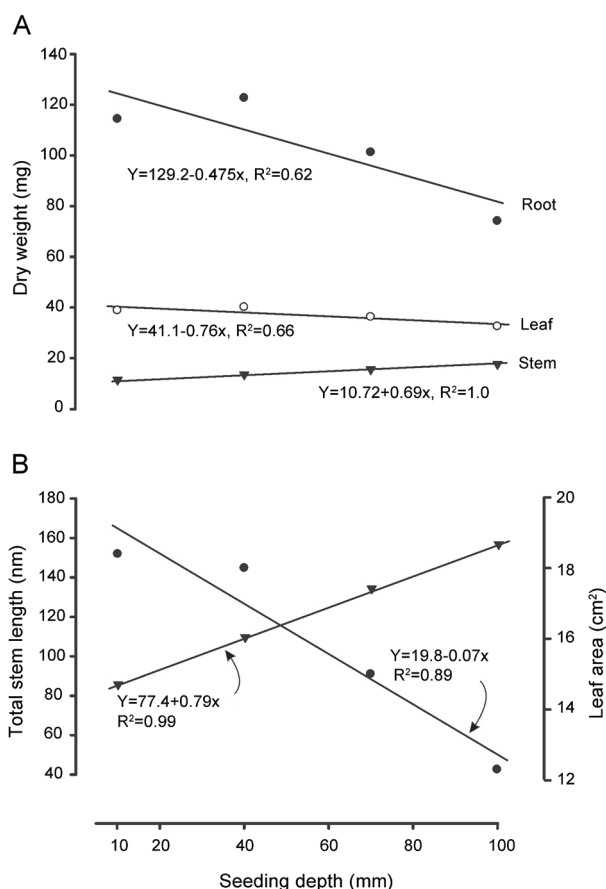 A
140
120
100
80
60
40
20
0
Dry weight (mg)
Y=129.2-0.475x, R²=0.62
Root
Y=41.1-0.76x, R²=0.66
Leaf
Stem
Y=10.72+0.69x, R²=1.0
B
180
160
140
120
100
80
60
40
Total stem length (nm)
20
18
16
14
12
Leaf area (cm²)
Y=77.4+0.79x
R²=0.99
Y=19.8-0.07x
R²=0.89
10 20 40 60 80 100
Seeding depth (mm)